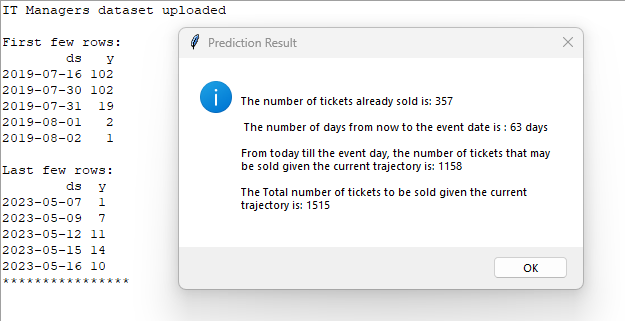 IT Managers dataset uploaded
First few rows:
ds y
2019-07-16 102
2019-07-30 102
2019-07-31 19
2019-08-01 2
2019-08-02 1
Last few rows:
ds y
2023-05-07 1
2023-05-09 7
2023-05-12 11
2023-05-15 14
2023-05-16 10
****************
Prediction Result
The number of tickets already sold is: 357
The number of days from now to the event date is : 63 days
From today till the event day, the number of tickets that may
be sold given the current trajectory is: 1158
The Total number of tickets to be sold given the current
trajectory is: 1515
OK